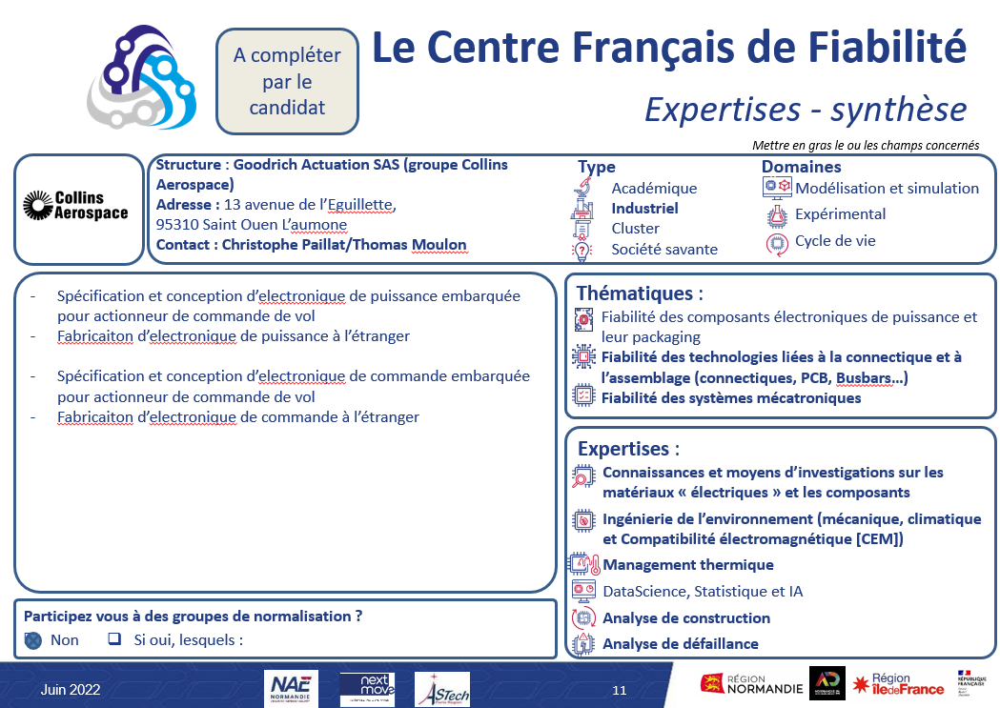 A compléter
par le
candidat
Le Centre Français de Fiabilité
Expertises - synthèse
Mettre en gras le ou les champs concernés
Collins
Aerospace
Structure : Goodrich Actuation SAS (groupe Collins
Aerospace)
Adresse : 13 avenue de l’Eguillette,
95310 Saint Ouen L’aumone
Contact : Christophe Paillat/Thomas Moulon
Type
Académique
Industriel
Cluster
Société savante
Domaines
Modélisation et simulation
Expérimental
Cycle de vie
- Spécification et conception d’electronique de puissance embarquée
pour actionneur de commande de vol
- Fabricaiton d’electronique de puissance à l’étranger
- Spécification et conception d’electronique de commande embarquée
pour actionneur de commande de vol
- Fabricaiton d’electronique de commande à l’étranger
Thématiques :
Fiabilité des composants électroniques de puissance et
leur packaging
Fiabilité des technologies liées à la connectique et à
l’assemblage (connectiques, PCB, Busbars…)
Fiabilité des systèmes mécatroniques
Expertises :
Connaissances et moyens d’investigations sur les
matériaux « électriques » et les composants
Ingénierie de l’environnement (mécanique, climatique
et Compatibilité électromagnétique [CEM])
Management thermique
DataScience, Statistique et IA
Analyse de construction
Analyse de défaillance
Participez vous à des groupes de normalisation ?
Non ❑ Si oui, lesquels :
Juin 2022
NAE
NORMANDIE
next
move
ASTech
Paris Region
11
RÉGION
NORMANDIE
AD
Région
îledeFrance
RÉPUBLIQUE
FRANÇAISE